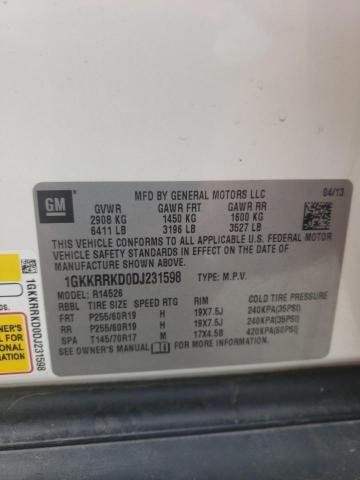 GM
MFD BY GENERAL MOTORS LLC 04/13
GVWR GAWR FRT GAWR RR
2908 KG 1450 KG 1600 KG
6411 LB 3196 LB 3527 LB
THIS VEHICLE CONFORMS TO ALL APPLICABLE U.S. FEDERAL MOTOR
VEHICLE SAFETY STANDARDS IN EFFECT ON THE DATE OF
MANUFACTURE SHOWN ABOVE.
1GKKRRKD0DJ231598 TYPE: M.P.V.
MODEL: R14526
RBBL TIRE SIZE SPEED RTG RIM COLD TIRE PRESSURE
FRT P255/60R19 H 19X7.5J 240KPA(35PSI)
RR P255/60R19 H 19X7.5J 240KPA(35PSI)
SPA T145/70R17 M 17X4.5B 420KPA(60PSI)
SEE OWNER'S MANUAL FOR MORE INFORMATION.
1GKKRRKD0DJ231598
OWNER'S
FOR
IONAL
ATION